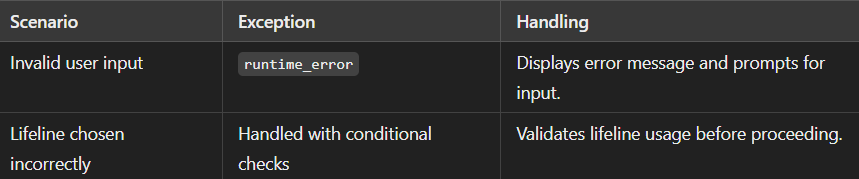 Scenario Exception Handling
Invalid user input runtime_error Displays error message and prompts for
input.
Lifeline chosen Handled with conditional Validates lifeline usage before proceeding.
incorrectly checks